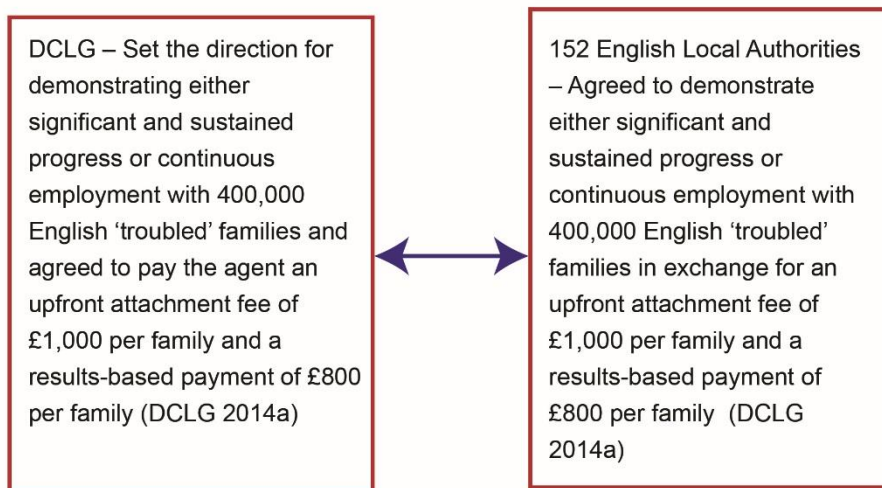 DCLG – Set the direction for
demonstrating either
significant and sustained
progress or continuous
employment with 400,000
English ‘troubled’ families and
agreed to pay the agent an
upfront attachment fee of
£1,000 per family and a
results-based payment of £800
per family (DCLG 2014a)
152 English Local Authorities
– Agreed to demonstrate
either significant and
sustained progress or
continuous employment with
400,000 English ‘troubled’
families in exchange for an
upfront attachment fee of
£1,000 per family and a
results-based payment of
£800 per family (DCLG
2014a)